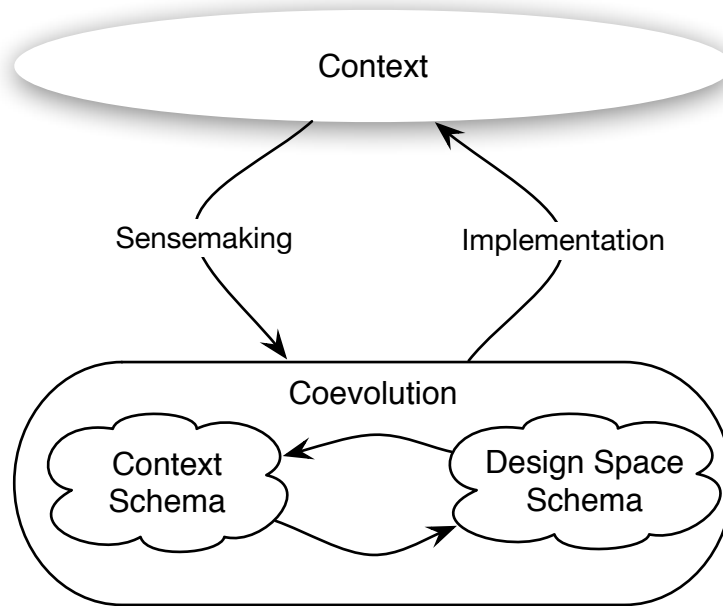 Context
Sensemaking
Implementation
Coevolution
Context
Schema
Design Space
Schema